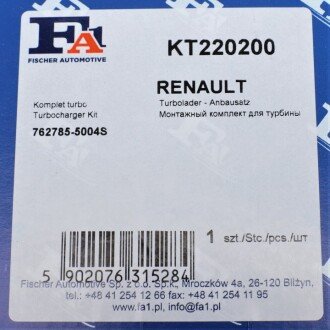 FA1
FISCHER AUTOMOTIVE
KT220200
RENAULT
Komplet turbo
Turbocharger Kit
762785-5004S
Turbolader - Anbausatz
Монтажный комплект для турбины
1 szt./Stc./pcs./шт
5 902076 315284
Fischer Automotive Sp. z o.o. Sp.k., Mroczków 4a, 26-120 Bliżyn,
tel.: +48 41 254 12 66 fax: +48 41 254 11 95
www.fa1.pl, info@fa1.pl